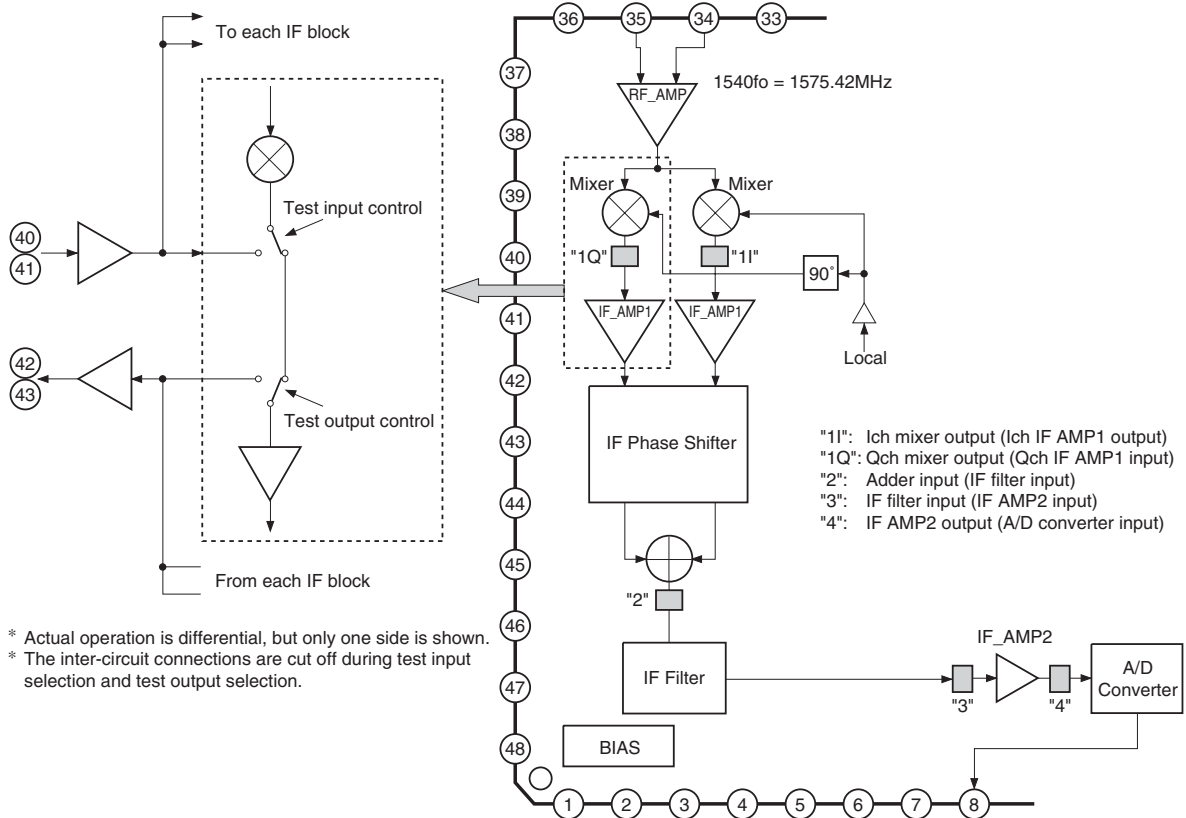 To each IF block
Test input control
40
41
42
43
Test output control
From each IF block
* Actual operation is differential, but only one side is shown.
* The inter-circuit connections are cut off during test input
selection and test output selection.
36
35
34
33
37
38
39
40
41
42
43
44
45
46
47
48
1
2
3
4
5
6
7
8
RF_AMP
1540fo = 1575.42MHz
Mixer
Mixer
"1Q"
"1I"
90°
IF_AMP1
IF_AMP1
Local
IF Phase Shifter
"1I": Ich mixer output (Ich IF AMP1 output)
"1Q": Qch mixer output (Qch IF AMP1 input)
"2": Adder input (IF filter input)
"3": IF filter input (IF AMP2 input)
"4": IF AMP2 output (A/D converter input)
"2"
IF Filter
IF_AMP2
"3"
"4"
A/D
Converter
BIAS